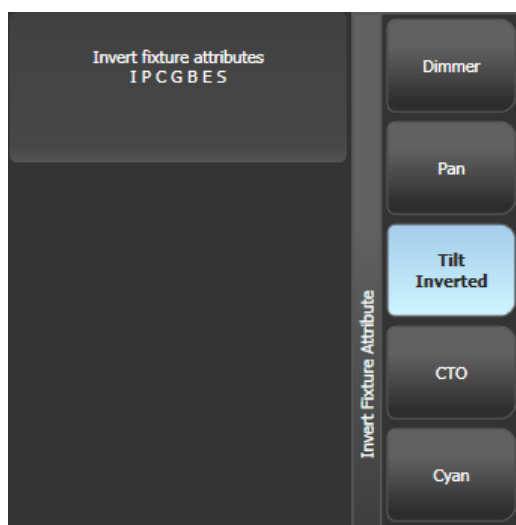 Invert fixture attributes
I P C G B E S
Invert Fixture Attribute
Dimmer
Pan
Tilt
Inverted
CTO
Cyan